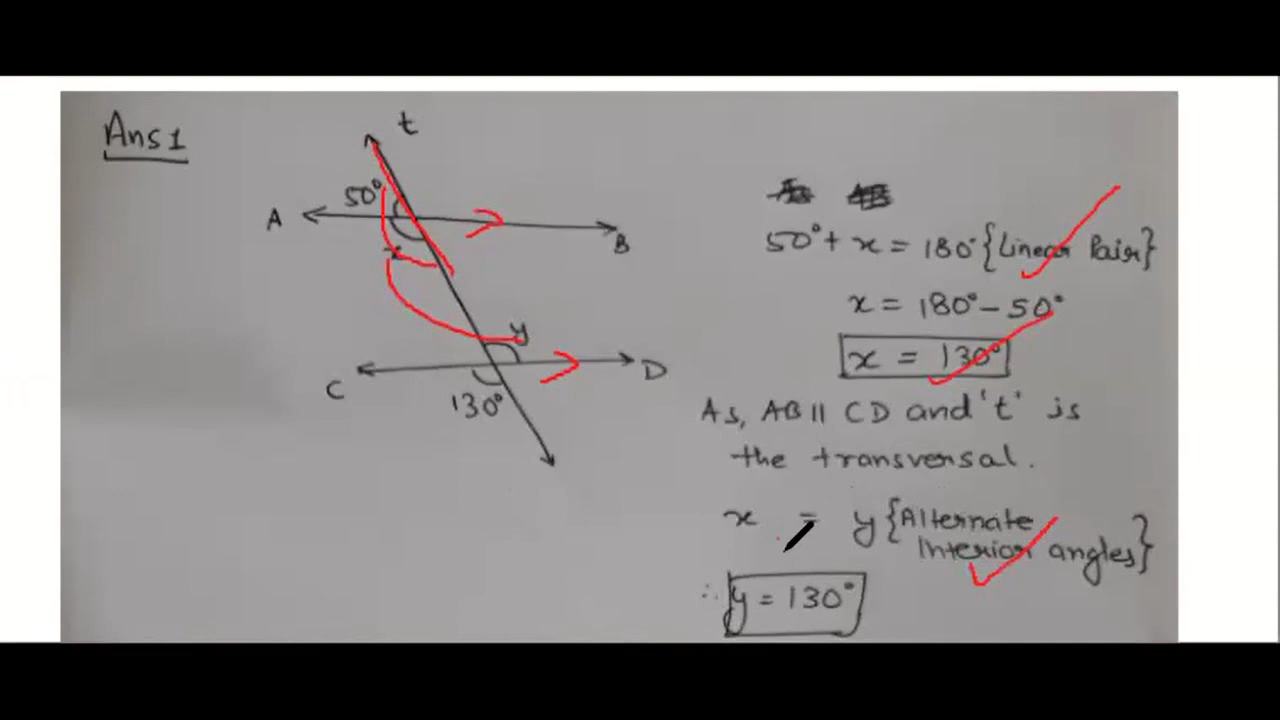 Ans 1
t
50°
A
B
x
y
C
D
130°
50° + x = 180° {Linear Pair}
x = 180° - 50°
x = 130°
As, AB || CD and 't' is
the transversal.
x = y {Alternate
Interior angles}
∴ y = 130°